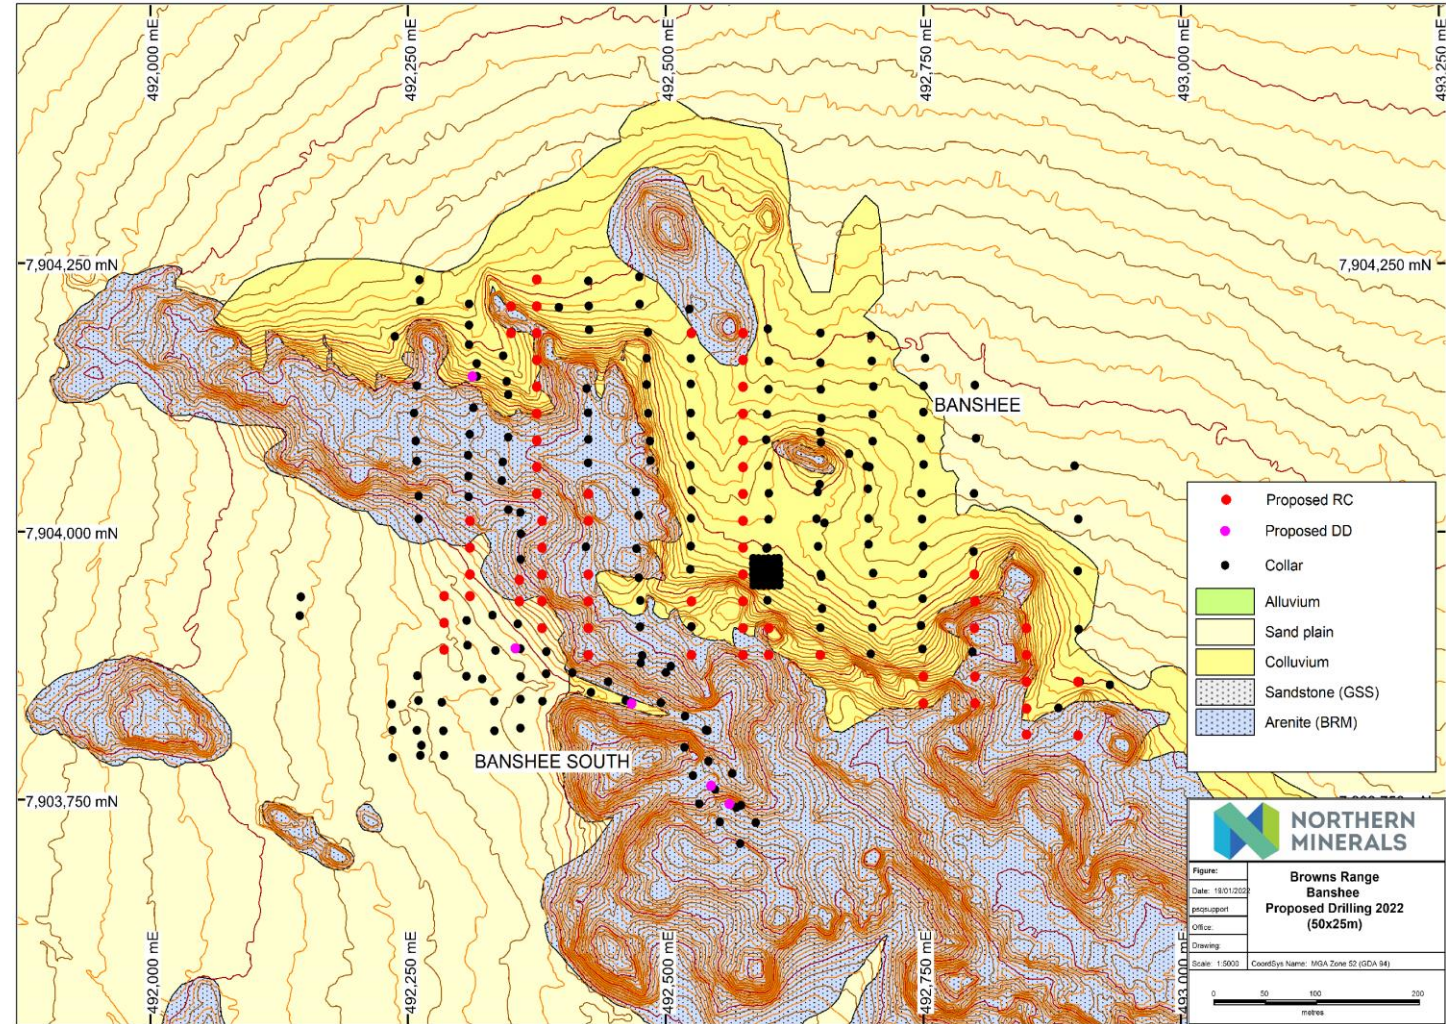 492,000 mE
492,250 mE
492,500 mE
492,750 mE
493,000 mE
493,250 mE
7,904,250 mN
7,904,250 mN
BANSHEE
7,904,000 mN
Proposed RC
Proposed DD
Collar
Alluvium
Sand plain
Colluvium
Sandstone (GSS)
Arenite (BRM)
BANSHEE SOUTH
7,903,750 mN
NORTHERN
MINERALS
Figure:
Date: 19/01/2022
psqsupport
Office:
Drawing:
Browns Range
Banshee
Proposed Drilling 2022
(50x25m)
Scale: 1:5000
CoordSys Name: MGA Zone 52 (GDA 94)
0 50 100 200
metres
492,000 mE
492,250 mE
492,500 mE
492,750 mE
493,000 mE